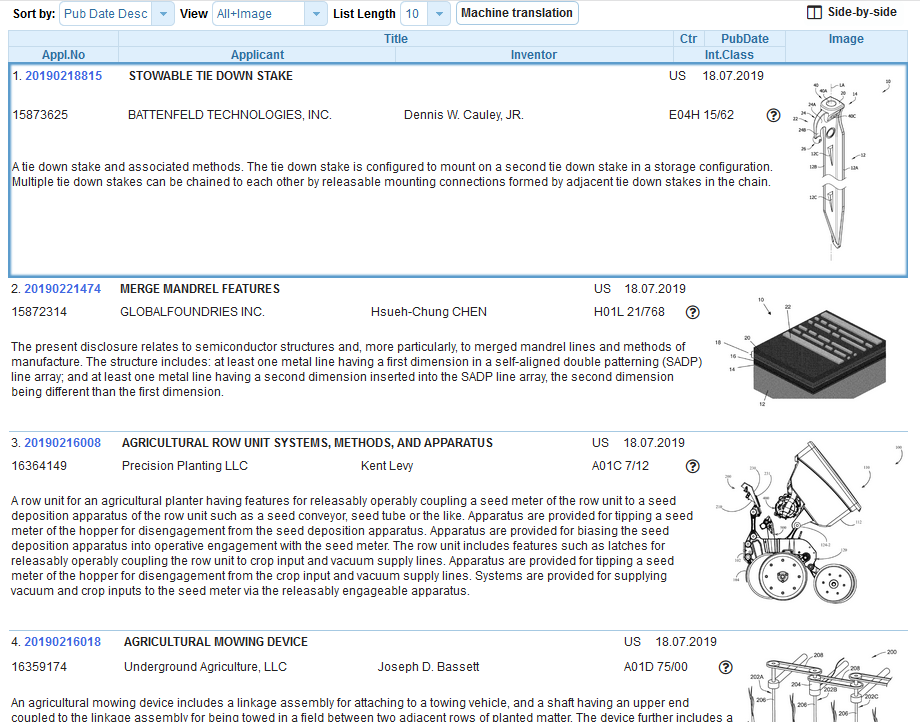 Sort by: Pub Date Desc View All+Image List Length 10 Machine translation Side-by-side
Title Ctr PubDate Image
Appl.No Applicant Inventor Int.Class
1. 20190218815 STOWABLE TIE DOWN STAKE US 18.07.2019
15873625 BATTENFELD TECHNOLOGIES, INC. Dennis W. Cauley, JR. E04H 15/62
A tie down stake and associated methods. The tie down stake is configured to mount on a second tie down stake in a storage configuration.
Multiple tie down stakes can be chained to each other by releasable mounting connections formed by adjacent tie down stakes in the chain.
2. 20190221474 MERGE MANDREL FEATURES US 18.07.2019
15872314 GLOBALFOUNDRIES INC. Hsueh-Chung CHEN H01L 21/768
The present disclosure relates to semiconductor structures and, more particularly, to merged mandrel lines and methods of
manufacture. The structure includes: at least one metal line having a first dimension in a self-aligned double patterning (SADP)
line array; and at least one metal line having a second dimension inserted into the SADP line array, the second dimension
being different than the first dimension.
10 22
20
18
16
14
12
3. 20190216008 AGRICULTURAL ROW UNIT SYSTEMS, METHODS, AND APPARATUS US 18.07.2019
16364149 Precision Planting LLC Kent Levy A01C 7/12
A row unit for an agricultural planter having features for releasably operably coupling a seed meter of the row unit to a seed
deposition apparatus of the row unit such as a seed conveyor, seed tube or the like. Apparatus are provided for tipping a seed
meter of the hopper for disengagement from the seed deposition apparatus. Apparatus are provided for biasing the seed
deposition apparatus into operative engagement with the seed meter. The row unit includes features such as latches for
releasably operably coupling the row unit to crop input and vacuum supply lines. Apparatus are provided for tipping a seed
meter of the hopper for disengagement from the crop input and vacuum supply lines. Systems are provided for supplying
vacuum and crop inputs to the seed meter via the releasably engageable apparatus.
4. 20190216018 AGRICULTURAL MOWING DEVICE US 18.07.2019
16359174 Underground Agriculture, LLC Joseph D. Bassett A01D 75/00
208 200
208
202A 204 202B 202C
206 206 206
An agricultural mowing device includes a linkage assembly for attaching to a towing vehicle, and a shaft having an upper end
coupled to the linkage assembly for being towed in a field between two adjacent rows of planted matter. The device further includes a